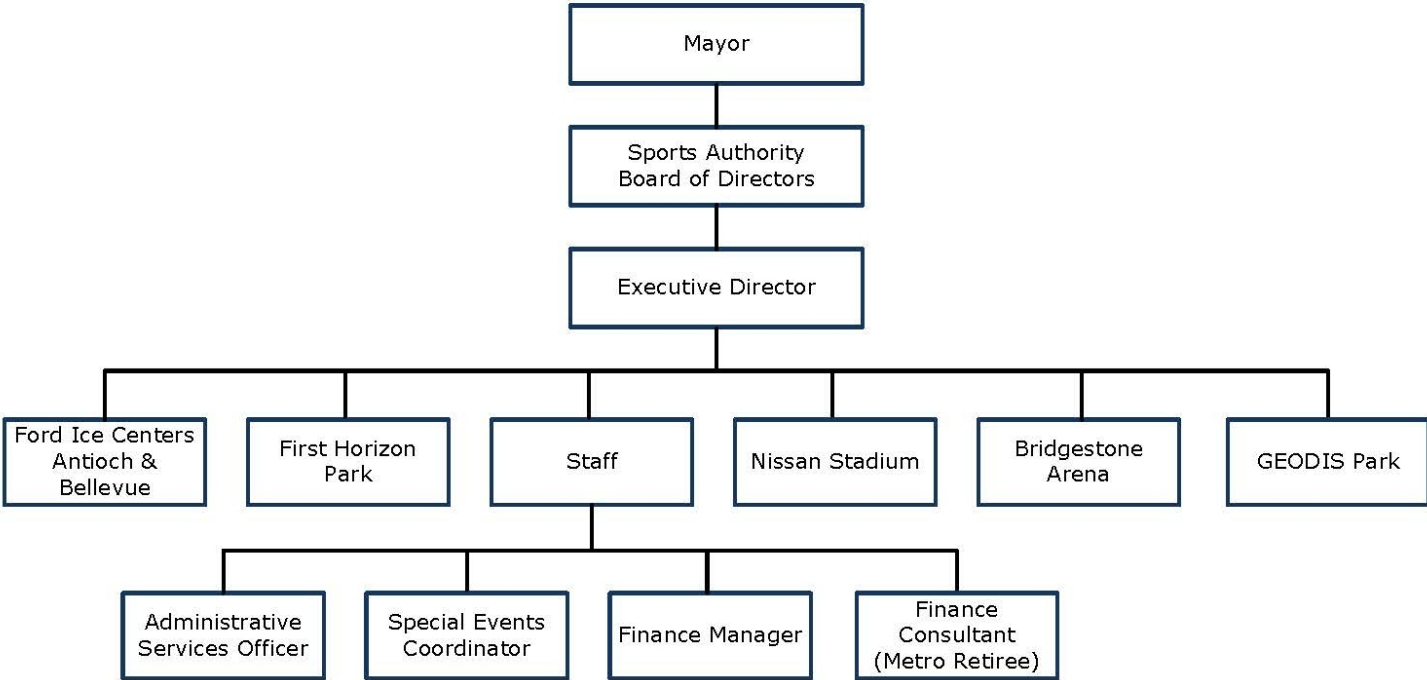 Mayor
Sports Authority
Board of Directors
Executive Director
Ford Ice Centers
Antioch &
Bellevue
First Horizon
Park
Staff
Nissan Stadium
Bridgestone
Arena
GEODIS Park
Administrative
Services Officer
Special Events
Coordinator
Finance Manager
Finance
Consultant
(Metro Retiree)